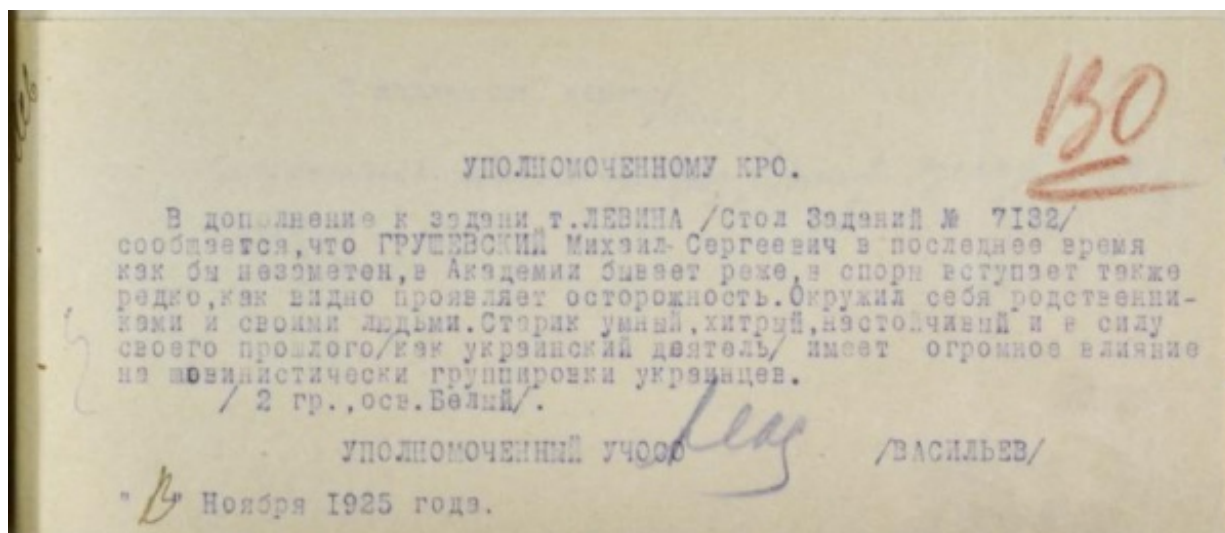 130
УПОЛНОМОЧЕННОМУ КРО.
В дополнение к задани т.ЛЕВИНА /Стол Заданий № 7I32/
сообщается,что ГРУШЕВСКИЙ Михаил Сергеевич в последнее время
как бы незаметен,в Академии бывает реже,в споры вступает также
редко,как видно проявляет осторожность.Окружил себя родственни-
ками и своими людьми.Старик умный,хитрый,настойчивый и в силу
своего прошлого/как украинский деятель/ имеет огромное влияние
на шовинистически группировки украинцев.
/ 2 гр.,осв.Белый/.
УПОЛНОМОЧЕННЫЙ УЧОСО /ВАСИЛЬЕВ/
" " Ноября I925 года.